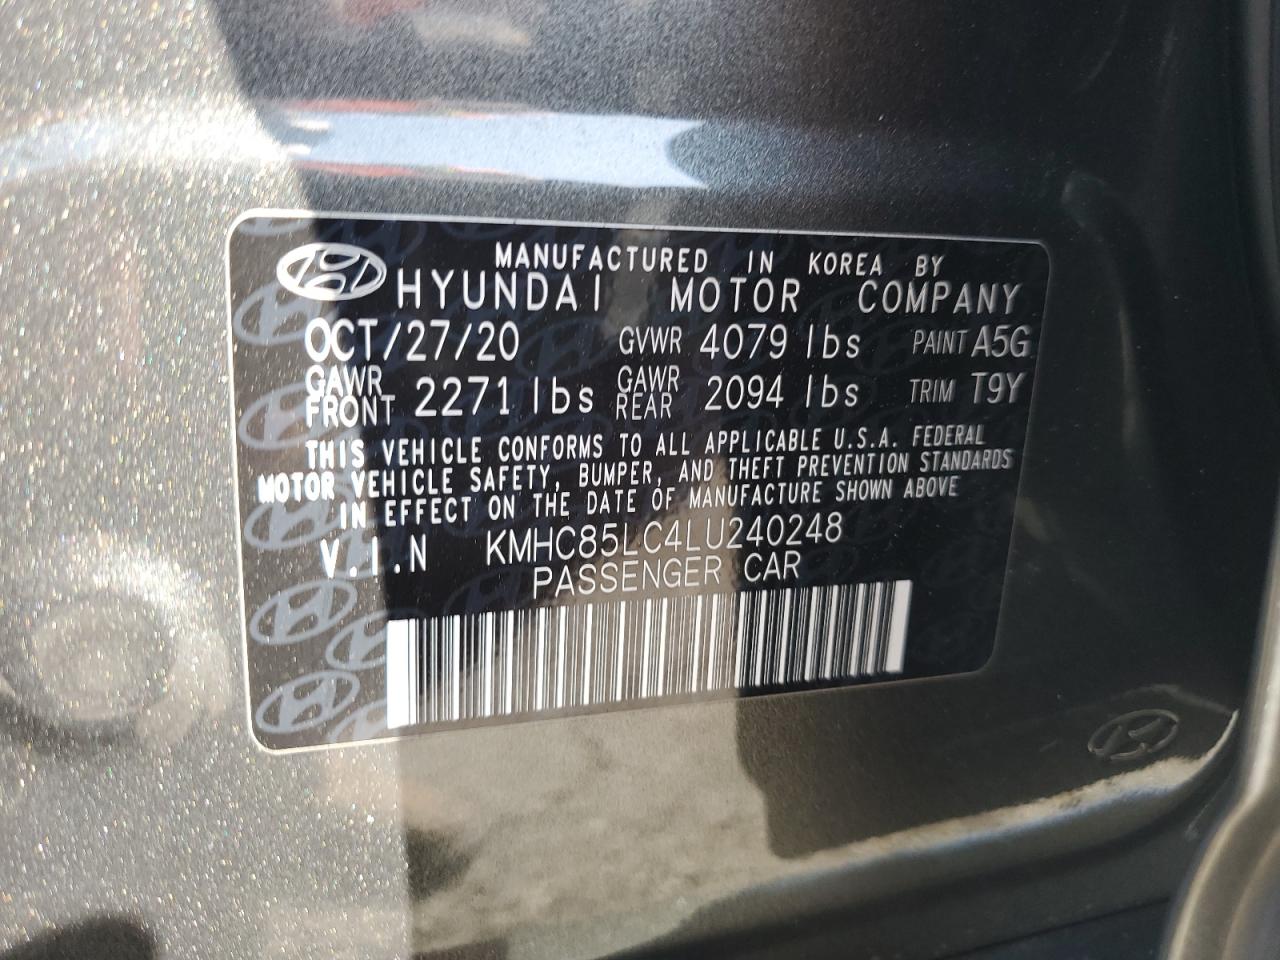 MANUFACTURED IN KOREA BY
HYUNDAI MOTOR COMPANY
OCT/27/20 GVWR 4079 lbs PAINT A5G
GAWR FRONT 2271 lbs GAWR REAR 2094 lbs TRIM T9Y
THIS VEHICLE CONFORMS TO ALL APPLICABLE U.S.A. FEDERAL
MOTOR VEHICLE SAFETY, BUMPER, AND THEFT PREVENTION STANDARDS
IN EFFECT ON THE DATE OF MANUFACTURE SHOWN ABOVE
V.I.N KMHC85LC4LU240248
PASSENGER CAR